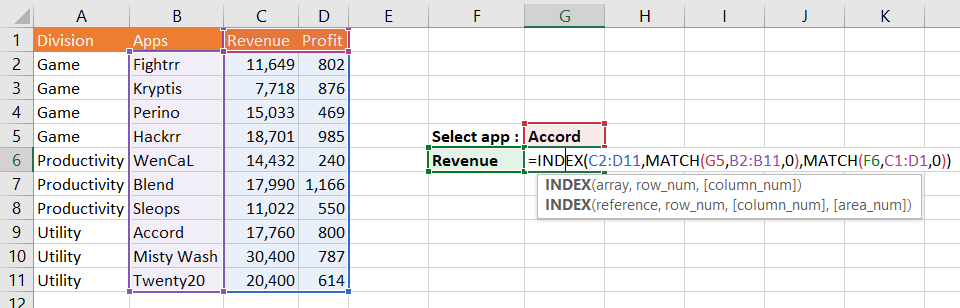 A B C D E F G H I J K
1 Division Apps Revenue Profit
2 Game Fightrr 11,649 802
3 Game Kryptis 7,718 876
4 Game Perino 15,033 469
5 Game Hackrr 18,701 985 Select app : Accord
6 Productivity WenCaL 14,432 240 Revenue =INDEX(C2:D11,MATCH(G5,B2:B11,0),MATCH(F6,C1:D1,0))
7 Productivity Blend 17,990 1,166 INDEX(array, row_num, [column_num])
8 Productivity Sleops 11,022 550 INDEX(reference, row_num, [column_num], [area_num])
9 Utility Accord 17,760 800
10 Utility Misty Wash 30,400 787
11 Utility Twenty20 20,400 614
12